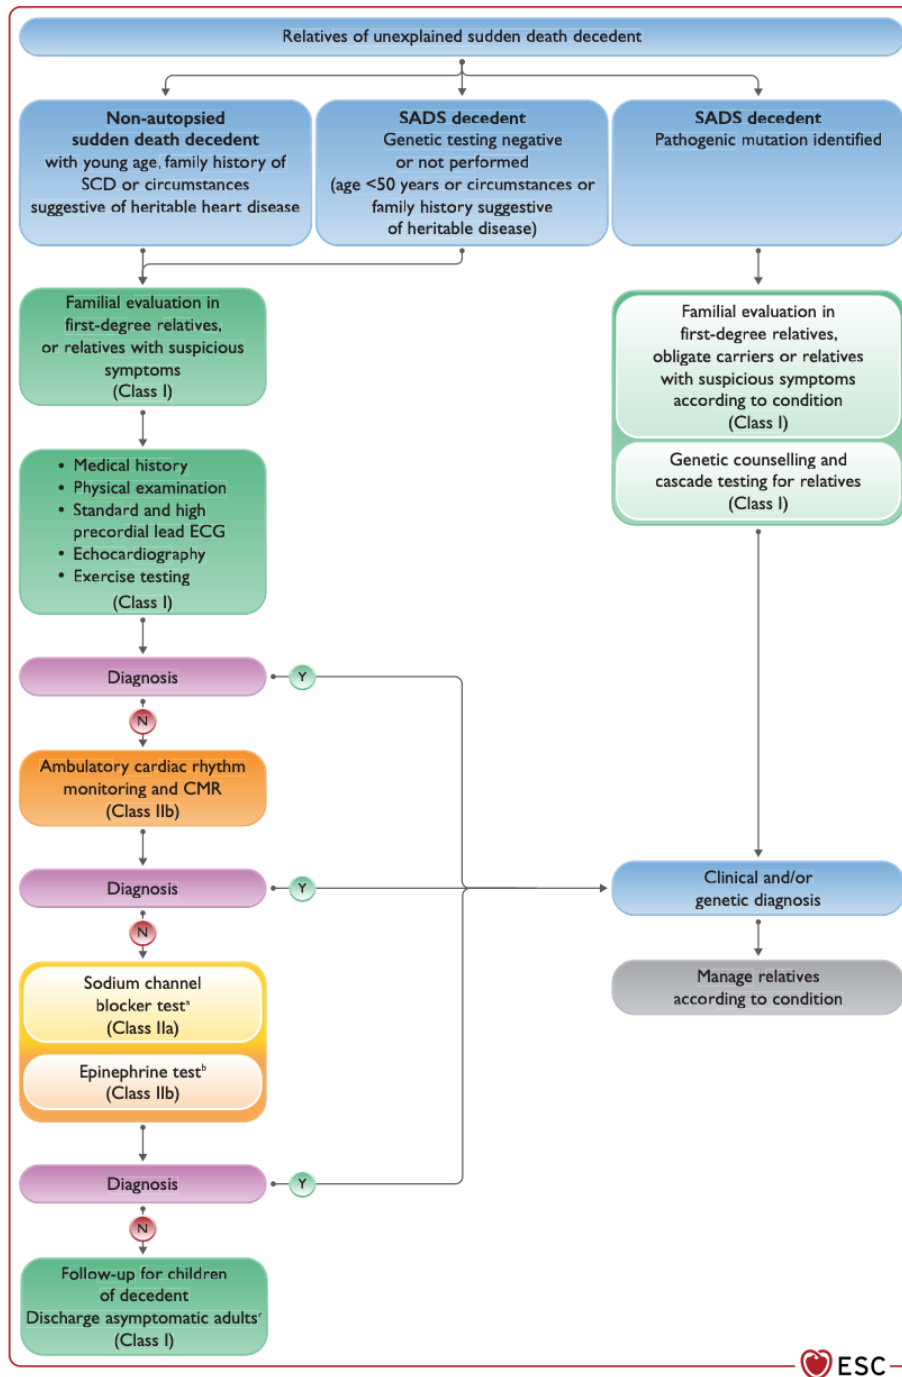 Relatives of unexplained sudden death decedent
Non-autopsied
sudden death decedent
with young age, family history of
SCD or circumstances
suggestive of heritable heart disease
SADS decedent
Genetic testing negative
or not performed
(age <50 years or circumstances or
family history suggestive
of heritable disease)
SADS decedent
Pathogenic mutation identified
Familial evaluation in
first-degree relatives,
or relatives with suspicious
symptoms
(Class I)
Familial evaluation in
first-degree relatives,
obligate carriers or relatives
with suspicious symptoms
according to condition
(Class I)
Genetic counselling and
cascade testing for relatives
(Class I)
• Medical history
• Physical examination
• Standard and high
precordial lead ECG
• Echocardiography
• Exercise testing
(Class I)
Diagnosis
Y
N
Ambulatory cardiac rhythm
monitoring and CMR
(Class IIb)
Diagnosis
Y
N
Clinical and/or
genetic diagnosis
Manage relatives
according to condition
Sodium channel
blocker testᵃ
(Class IIa)
Epinephrine testᵇ
(Class IIb)
Diagnosis
Y
N
Follow-up for children
of decedent
Discharge asymptomatic adultsᶜ
(Class I)
ESC